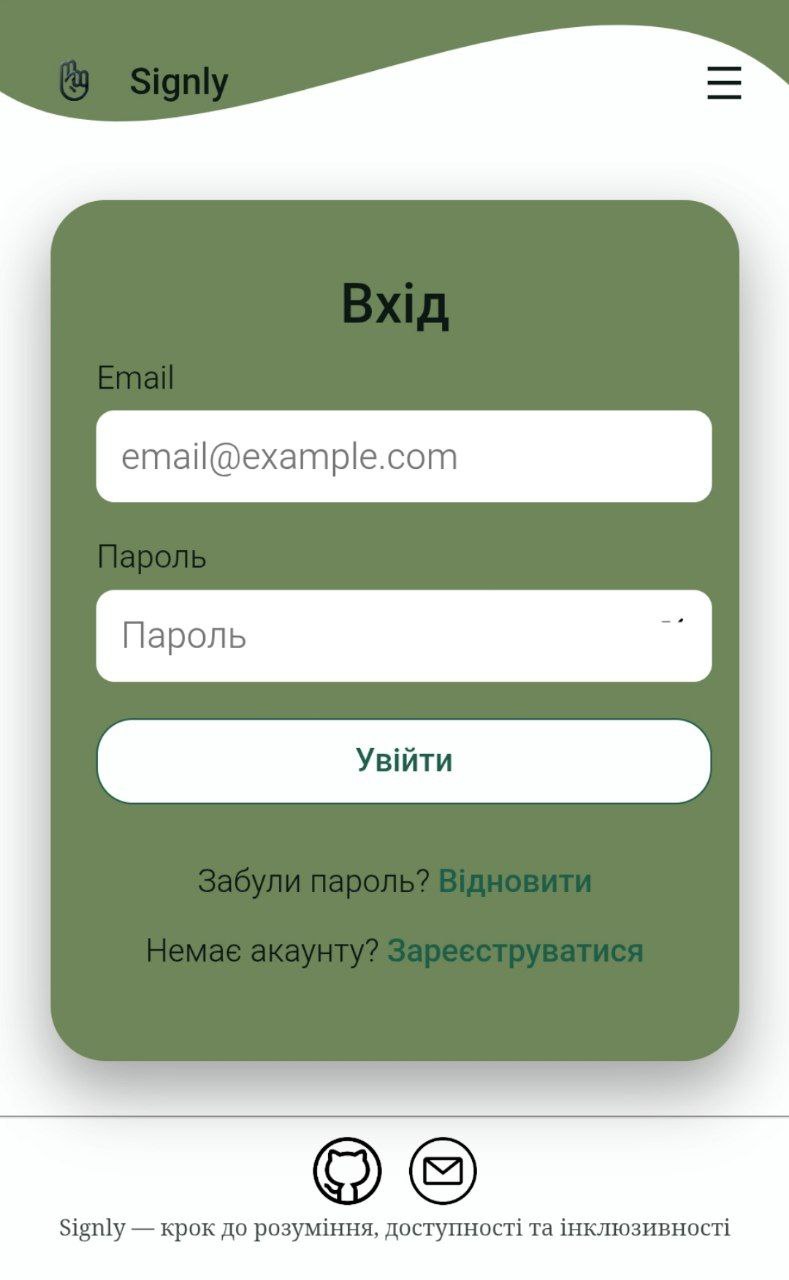 Signly
Вхід
Email
email@example.com
Пароль
Пароль
Увійти
Забули пароль? Відновити
Немає акаунту? Зареєструватися
Signly — крок до розуміння, доступності та інклюзивності